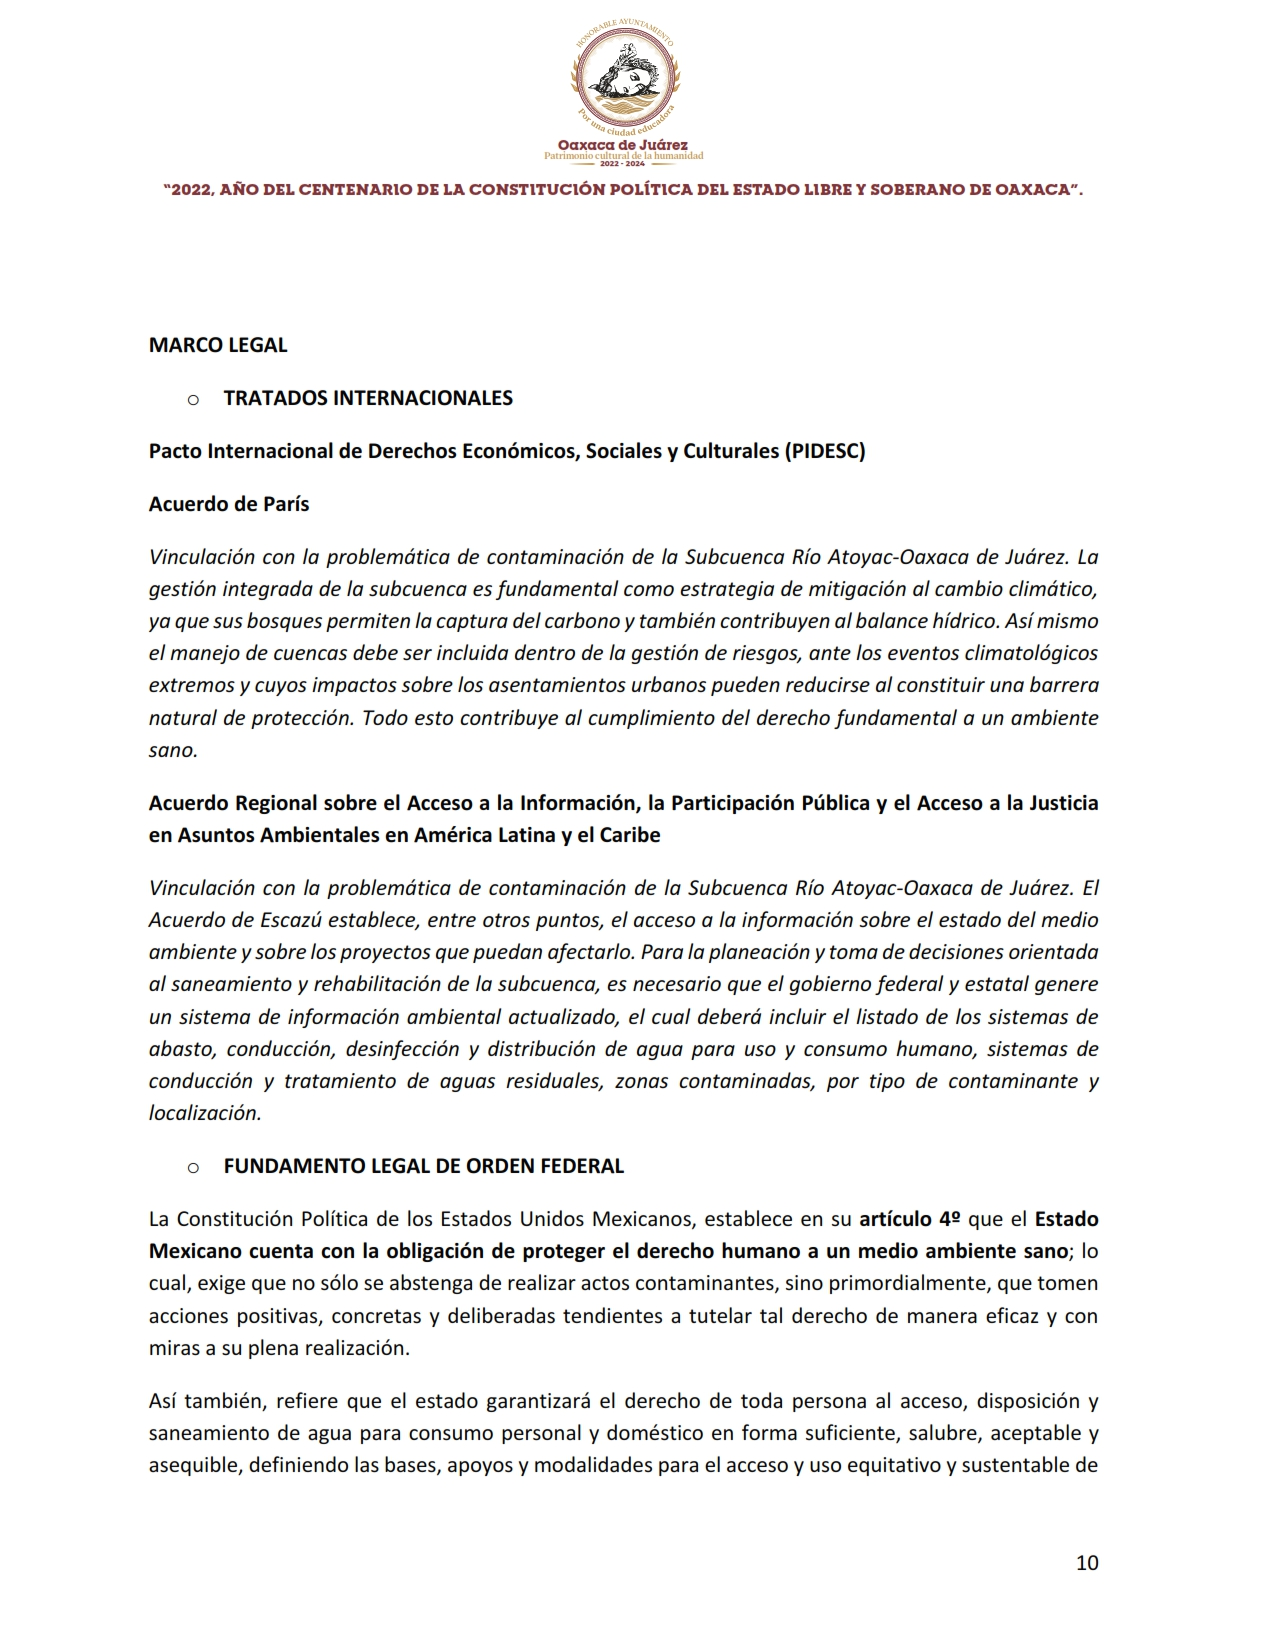 HONORABLE AYUNTAMIENTO
Por una ciudad educadora
Oaxaca de Juárez
Patrimonio cultural de la humanidad
2022 - 2024
“2022, AÑO DEL CENTENARIO DE LA CONSTITUCIÓN POLÍTICA DEL ESTADO LIBRE Y SOBERANO DE OAXACA”.
MARCO LEGAL
o TRATADOS INTERNACIONALES
Pacto Internacional de Derechos Económicos, Sociales y Culturales (PIDESC)
Acuerdo de París
Vinculación con la problemática de contaminación de la Subcuenca Río Atoyac-Oaxaca de Juárez. La
gestión integrada de la subcuenca es fundamental como estrategia de mitigación al cambio climático,
ya que sus bosques permiten la captura del carbono y también contribuyen al balance hídrico. Así mismo
el manejo de cuencas debe ser incluida dentro de la gestión de riesgos, ante los eventos climatológicos
extremos y cuyos impactos sobre los asentamientos urbanos pueden reducirse al constituir una barrera
natural de protección. Todo esto contribuye al cumplimiento del derecho fundamental a un ambiente
sano.
Acuerdo Regional sobre el Acceso a la Información, la Participación Pública y el Acceso a la Justicia
en Asuntos Ambientales en América Latina y el Caribe
Vinculación con la problemática de contaminación de la Subcuenca Río Atoyac-Oaxaca de Juárez. El
Acuerdo de Escazú establece, entre otros puntos, el acceso a la información sobre el estado del medio
ambiente y sobre los proyectos que puedan afectarlo. Para la planeación y toma de decisiones orientada
al saneamiento y rehabilitación de la subcuenca, es necesario que el gobierno federal y estatal genere
un sistema de información ambiental actualizado, el cual deberá incluir el listado de los sistemas de
abasto, conducción, desinfección y distribución de agua para uso y consumo humano, sistemas de
conducción y tratamiento de aguas residuales, zonas contaminadas, por tipo de contaminante y
localización.
o FUNDAMENTO LEGAL DE ORDEN FEDERAL
La Constitución Política de los Estados Unidos Mexicanos, establece en su artículo 4º que el Estado
Mexicano cuenta con la obligación de proteger el derecho humano a un medio ambiente sano; lo
cual, exige que no sólo se abstenga de realizar actos contaminantes, sino primordialmente, que tomen
acciones positivas, concretas y deliberadas tendientes a tutelar tal derecho de manera eficaz y con
miras a su plena realización.
Así también, refiere que el estado garantizará el derecho de toda persona al acceso, disposición y
saneamiento de agua para consumo personal y doméstico en forma suficiente, salubre, aceptable y
asequible, definiendo las bases, apoyos y modalidades para el acceso y uso equitativo y sustentable de
10